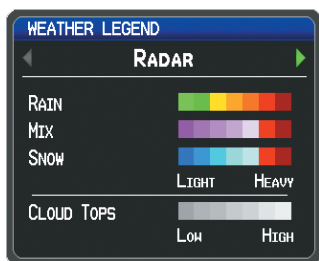 WEATHER LEGEND
RADAR
RAIN
MIX
SNOW
LIGHT HEAVY
CLOUD TOPS
LOW HIGH